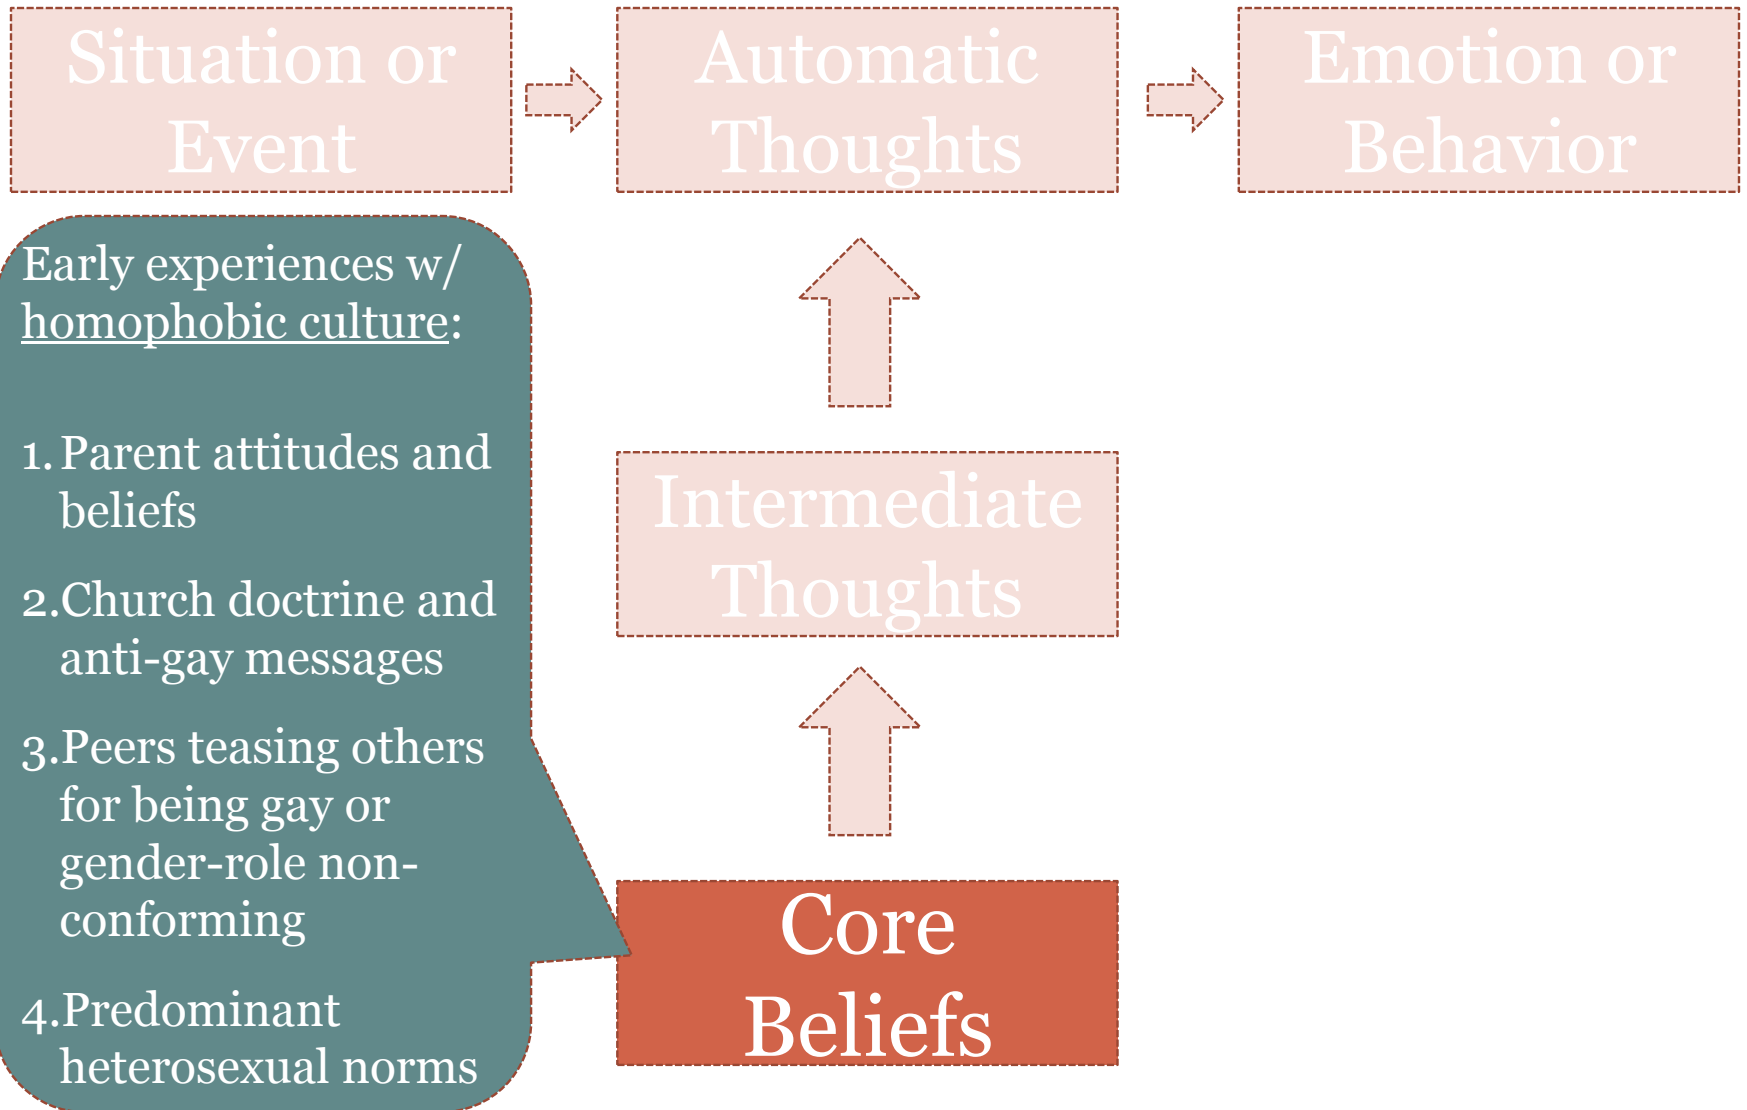 Situation or
Event
Automatic
Thoughts
Emotion or
Behavior
Early experiences w/
homophobic culture:
1. Parent attitudes and
beliefs
2.Church doctrine and
anti-gay messages
3.Peers teasing others
for being gay or
gender-role non-
conforming
4.Predominant
heterosexual norms
Intermediate
Thoughts
Core
Beliefs